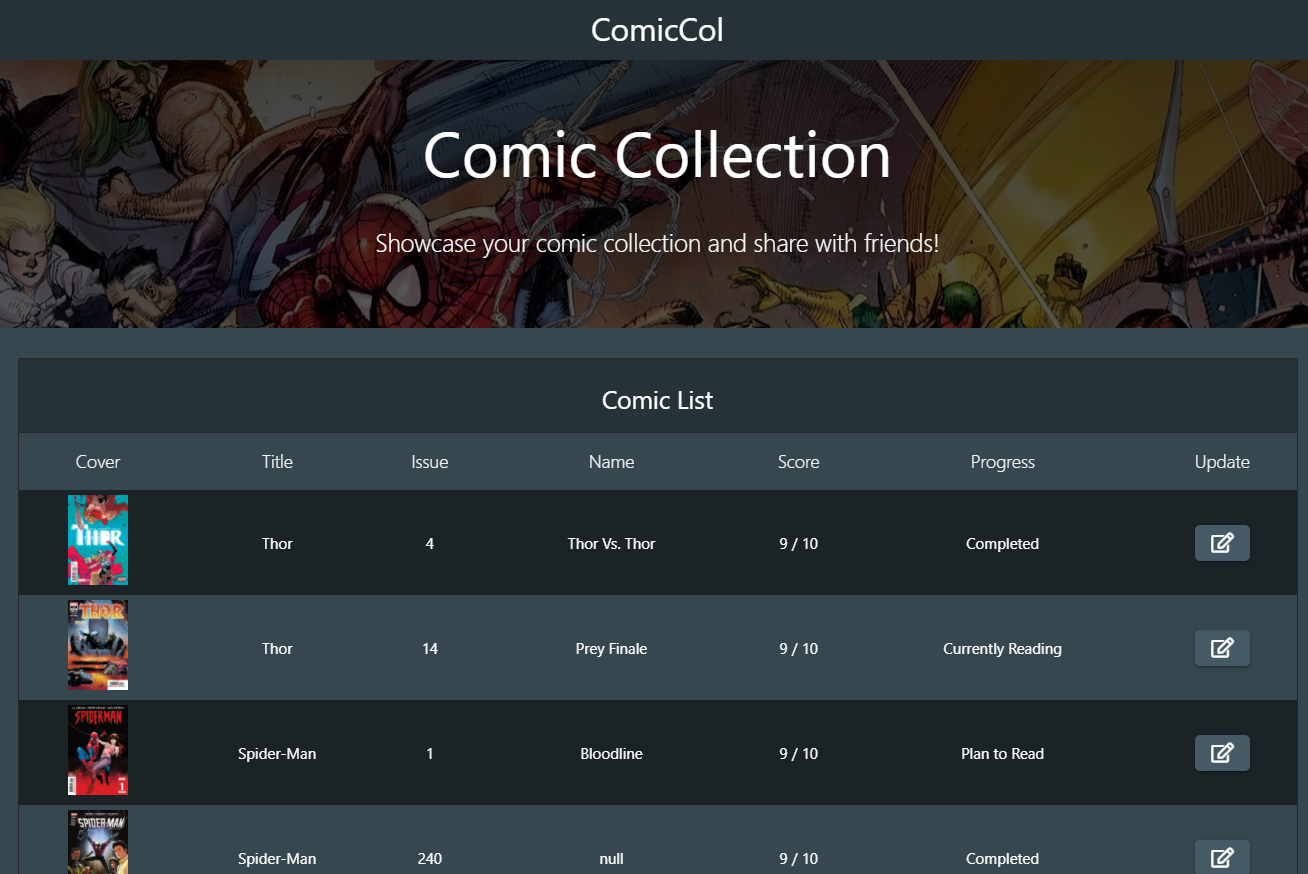 ComicCol
Comic Collection
Showcase your comic collection and share with friends!
Comic List
Cover Title Issue Name Score Progress Update
THOR
Thor 4 Thor Vs. Thor 9 / 10 Completed
THOR
Thor 14 Prey Finale 9 / 10 Currently Reading
SPIDER-MAN
Spider-Man 1 Bloodline 9 / 10 Plan to Read
SPIDER-MAN
Spider-Man 240 null 9 / 10 Completed